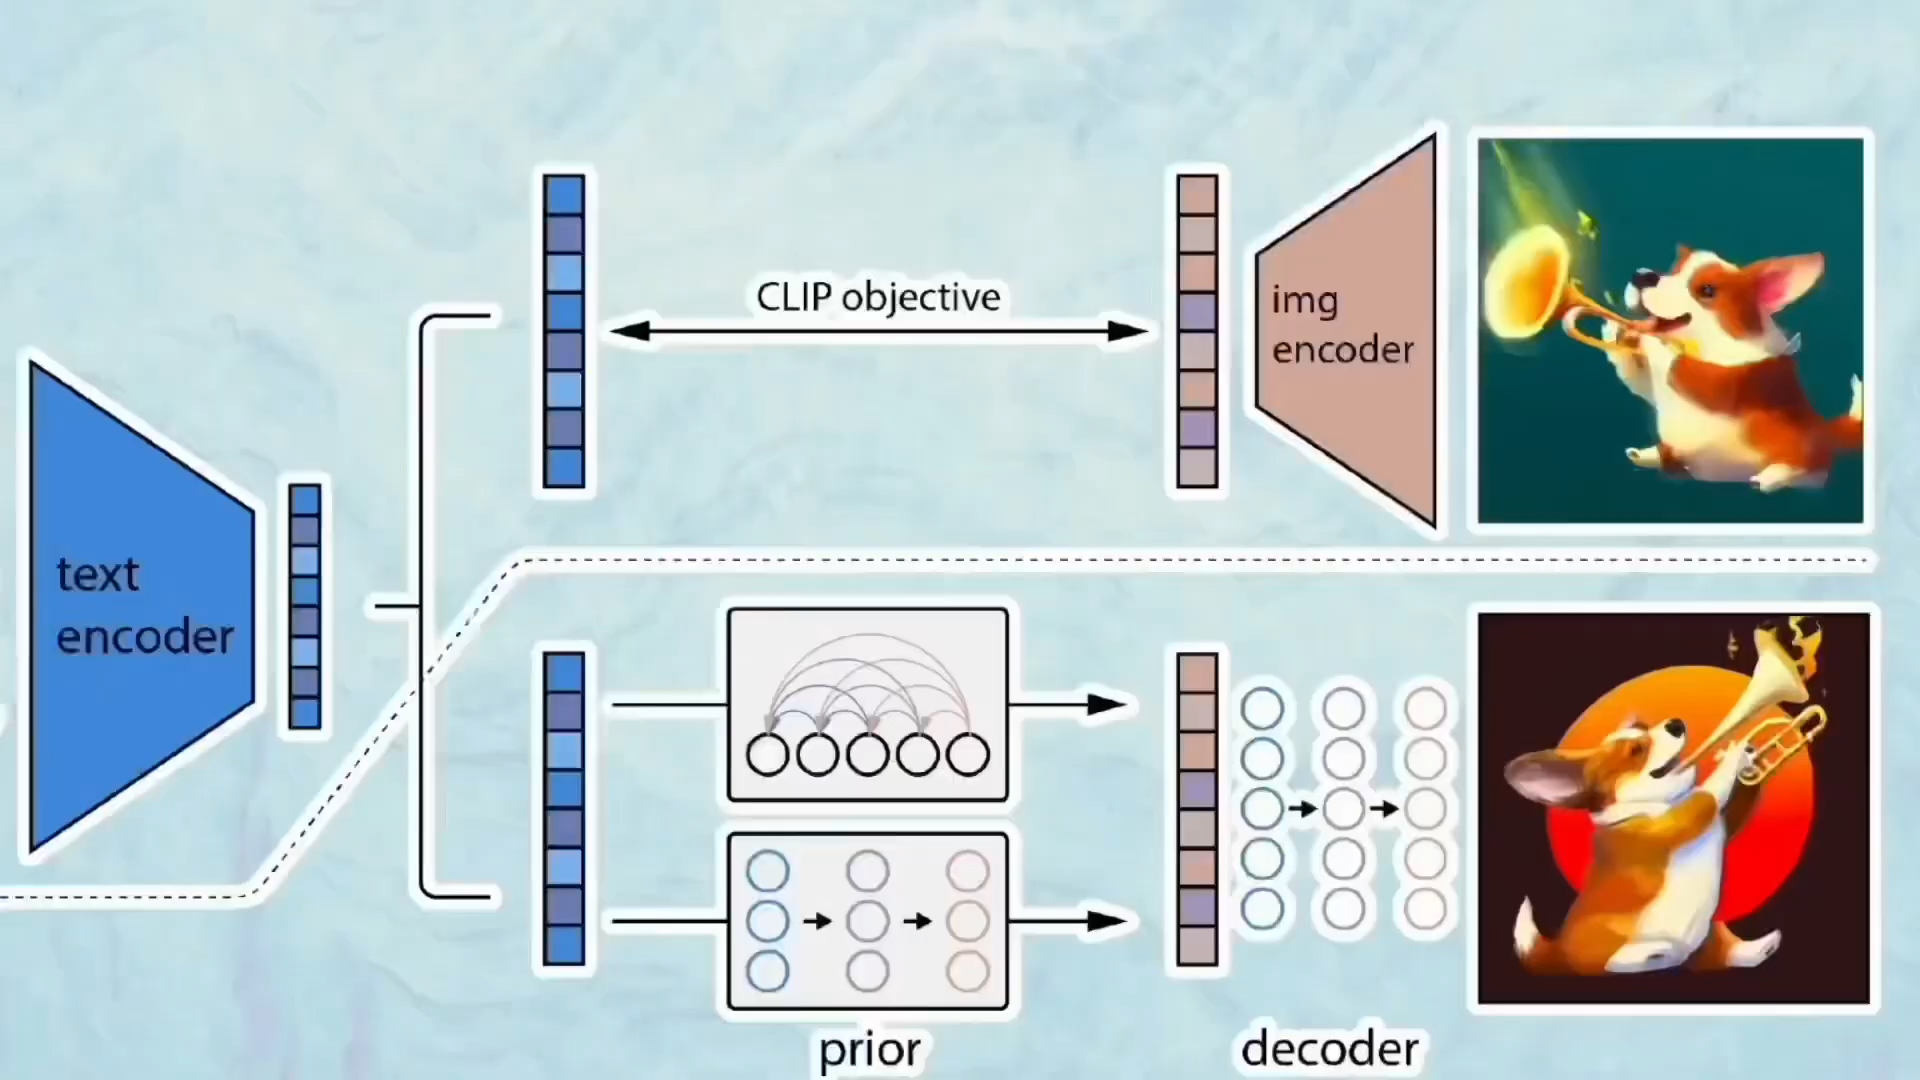 CLIP objective
img
encoder
text
encoder
prior
decoder